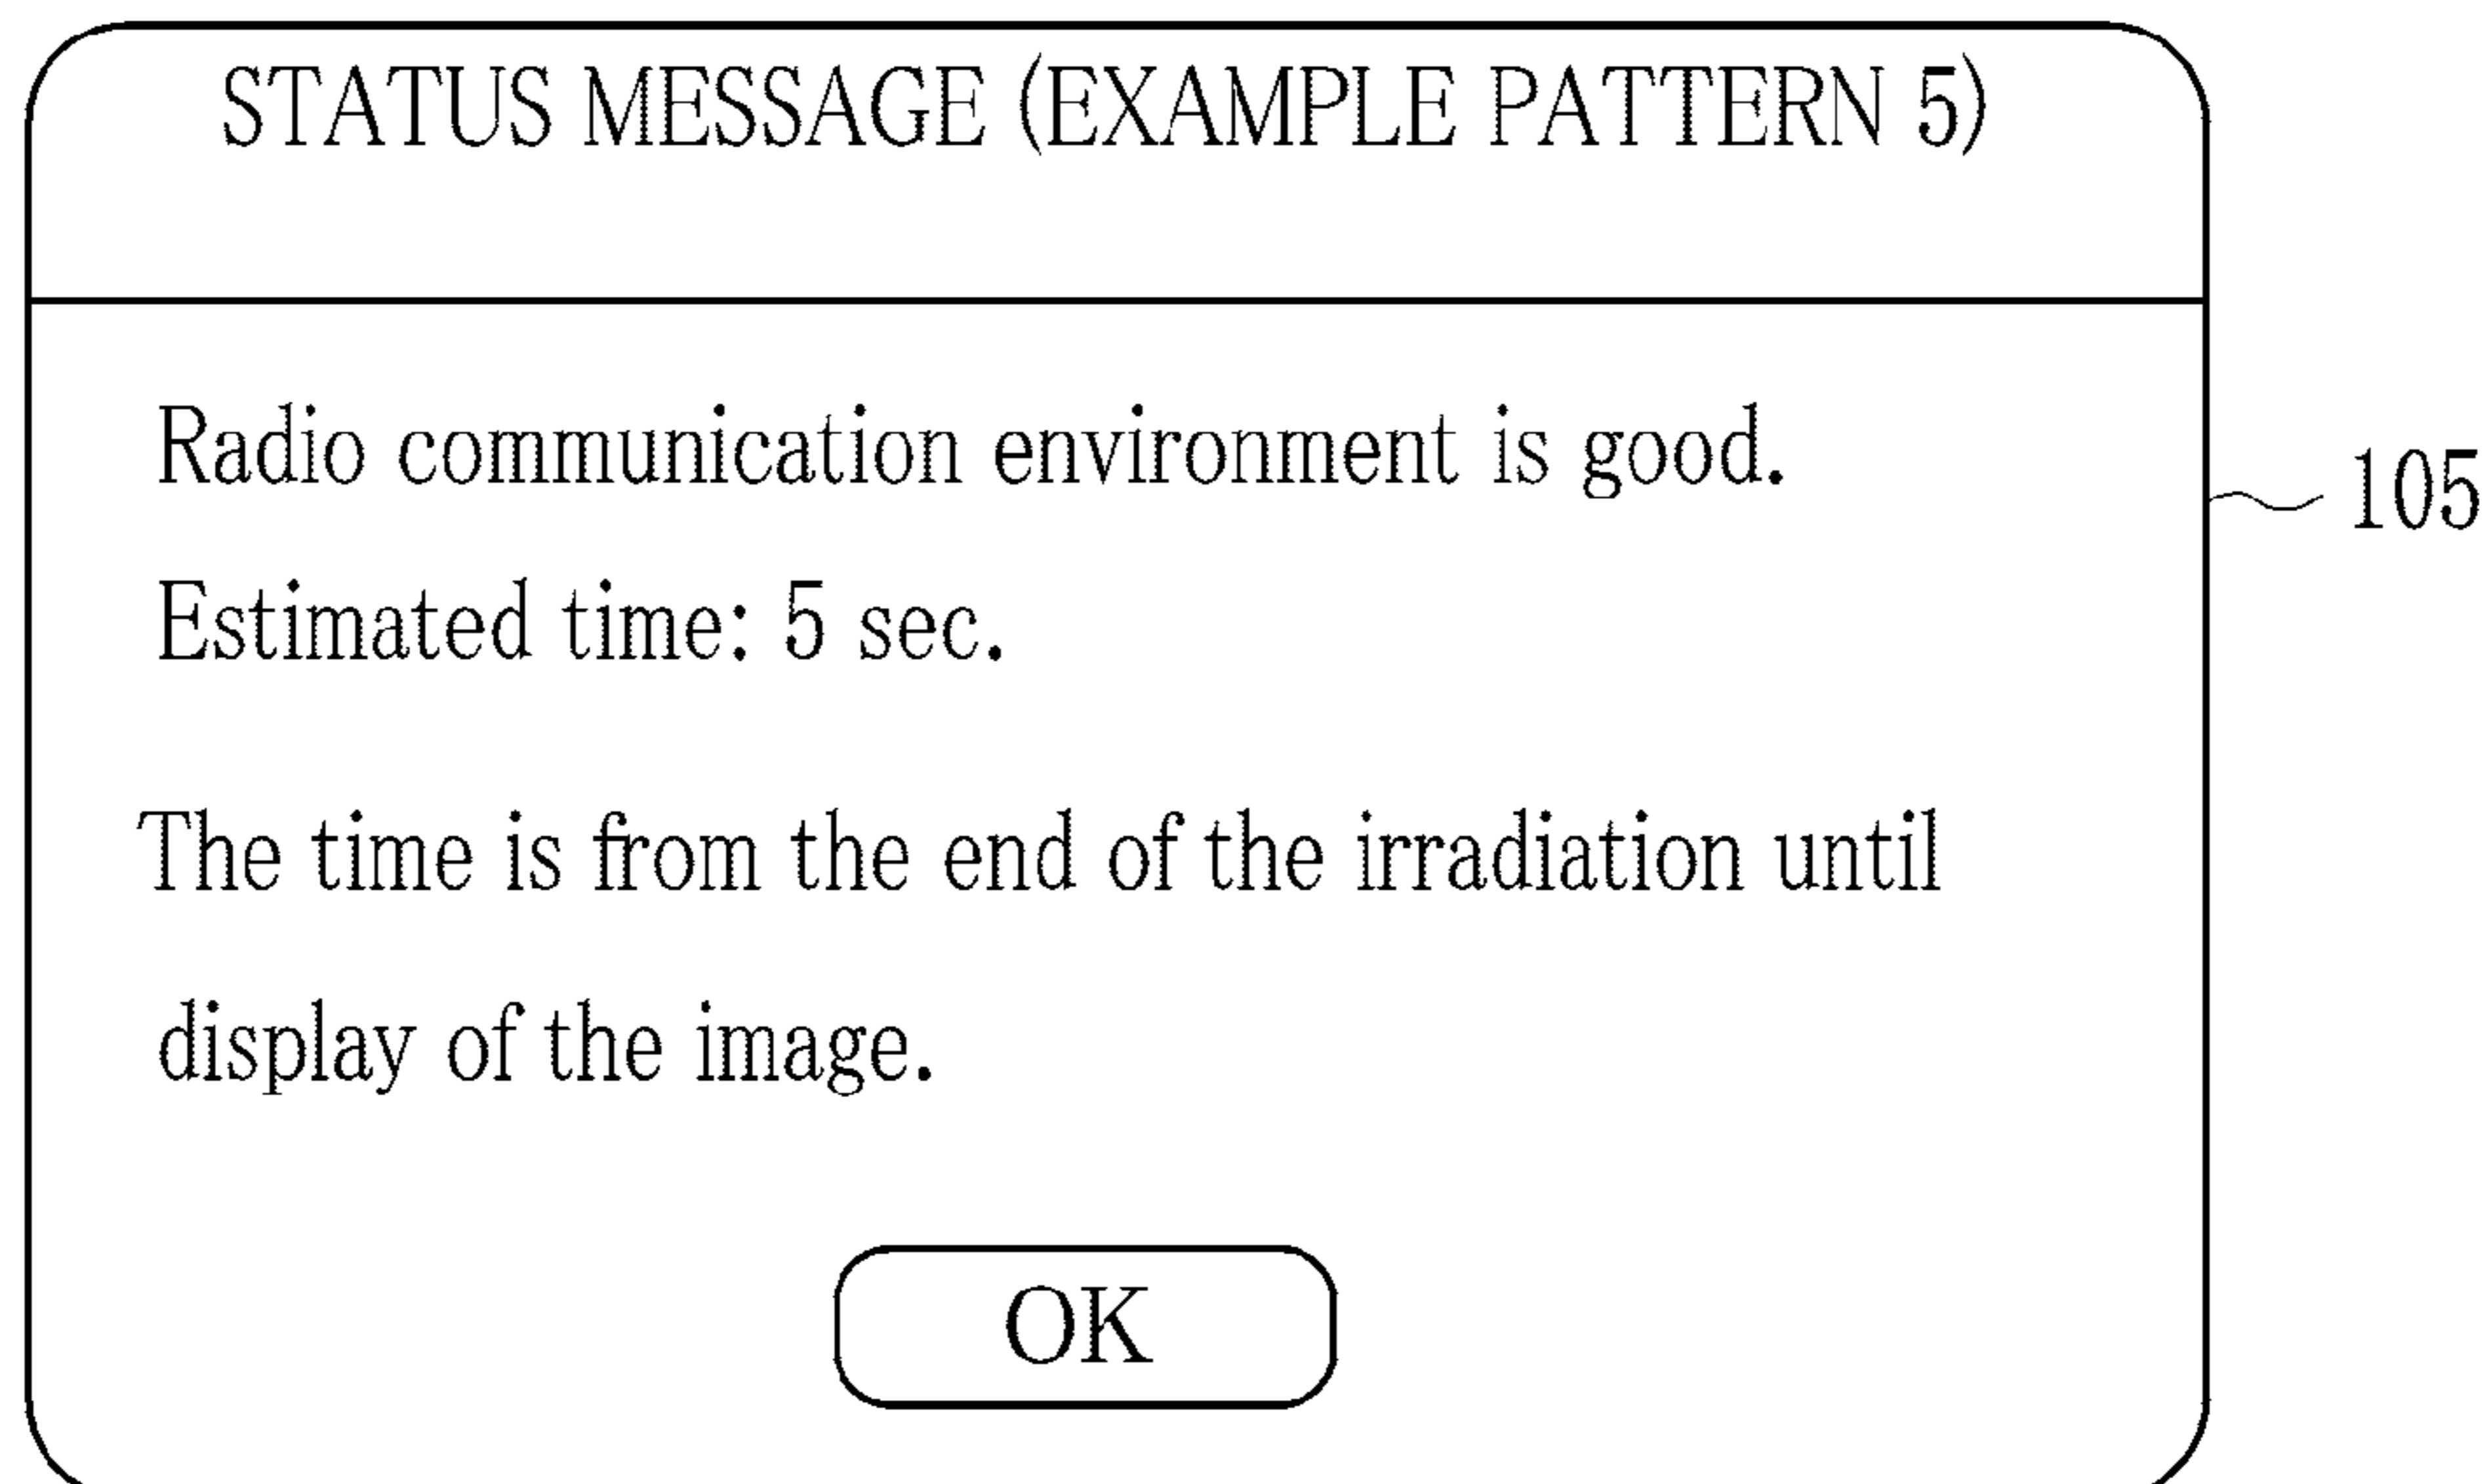 STATUS MESSAGE (EXAMPLE PATTERN 5)
Radio communication environment is good.
105
Estimated time: 5 sec.
The time is from the end of the irradiation until
display of the image.
OK